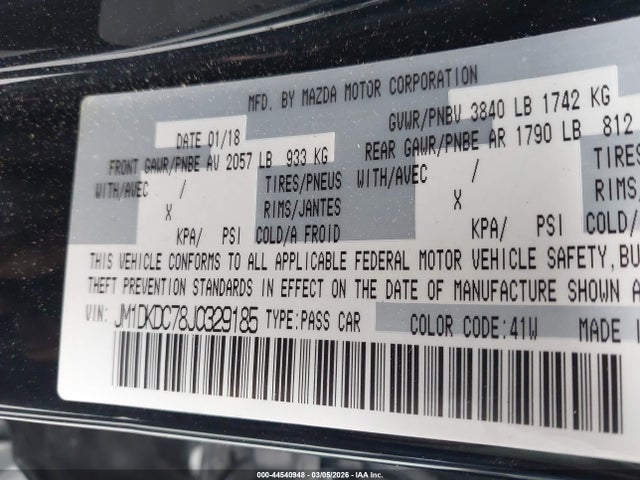 MFD. BY MAZDA MOTOR CORPORATION
DATE 01/18 GVWR/PNBV 3840 LB 1742 KG
FRONT GAWR/PNBE AV 2057 LB 933 KG REAR GAWR/PNBE AR 1790 LB 812
WITH/AVEC / TIRES/PNEUS WITH/AVEC / TIRES
X RIMS/JANTES X RIMS/
KPA/ PSI COLD/A FROID KPA/ PSI COLD/
THIS VEHICLE CONFORMS TO ALL APPLICABLE FEDERAL MOTOR VEHICLE SAFETY, BU
THEFT PREVENTION STANDARDS IN EFFECT ON THE DATE OF MANUFACTURE SHOWN A
VIN: JM1DKDC78J0329185 TYPE:PASS CAR COLOR CODE:41W MADE
000-44540948 - 03/05/2026 - IAA Inc.